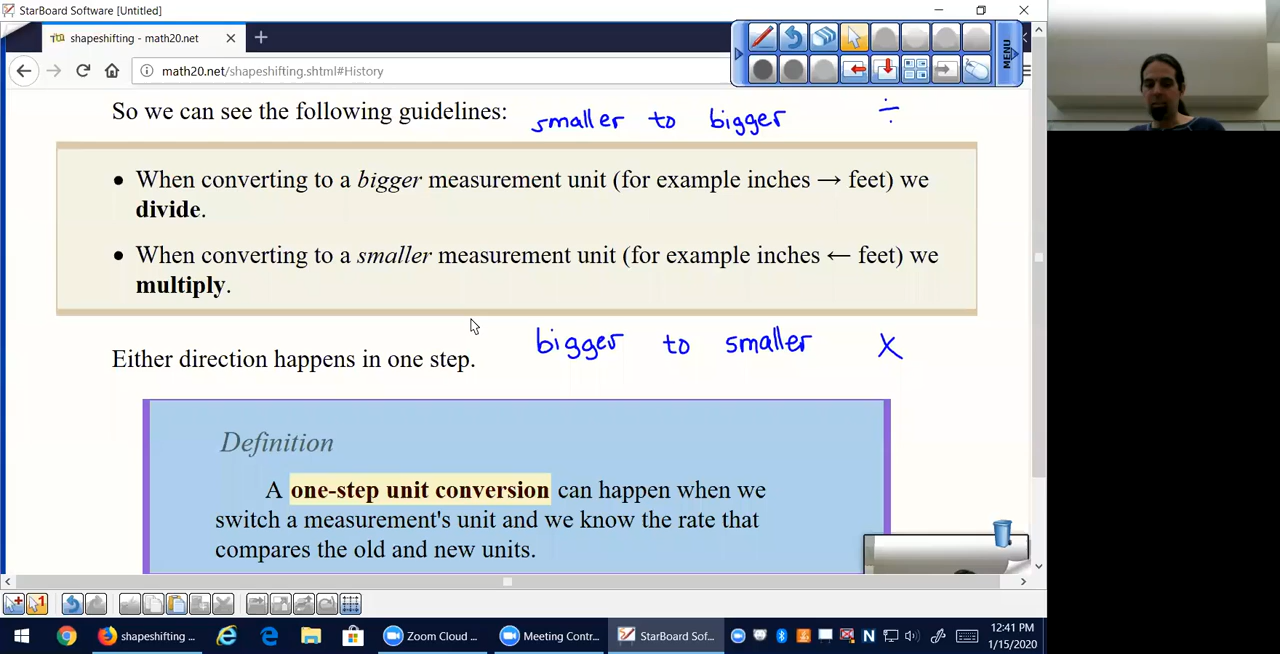 StarBoard Software [Untitled]
shapeshifting - math20.net
math20.net/shapeshifting.shtml#History
MENU
So we can see the following guidelines:
smaller to bigger ÷
• When converting to a bigger measurement unit (for example inches → feet) we
divide.
• When converting to a smaller measurement unit (for example inches ← feet) we
multiply.
bigger to smaller X
Either direction happens in one step.
Definition
A one-step unit conversion can happen when we
switch a measurement's unit and we know the rate that
compares the old and new units.
shapeshifting ...
Zoom Cloud ...
Meeting Contr...
StarBoard Sof...
12:41 PM
1/15/2020